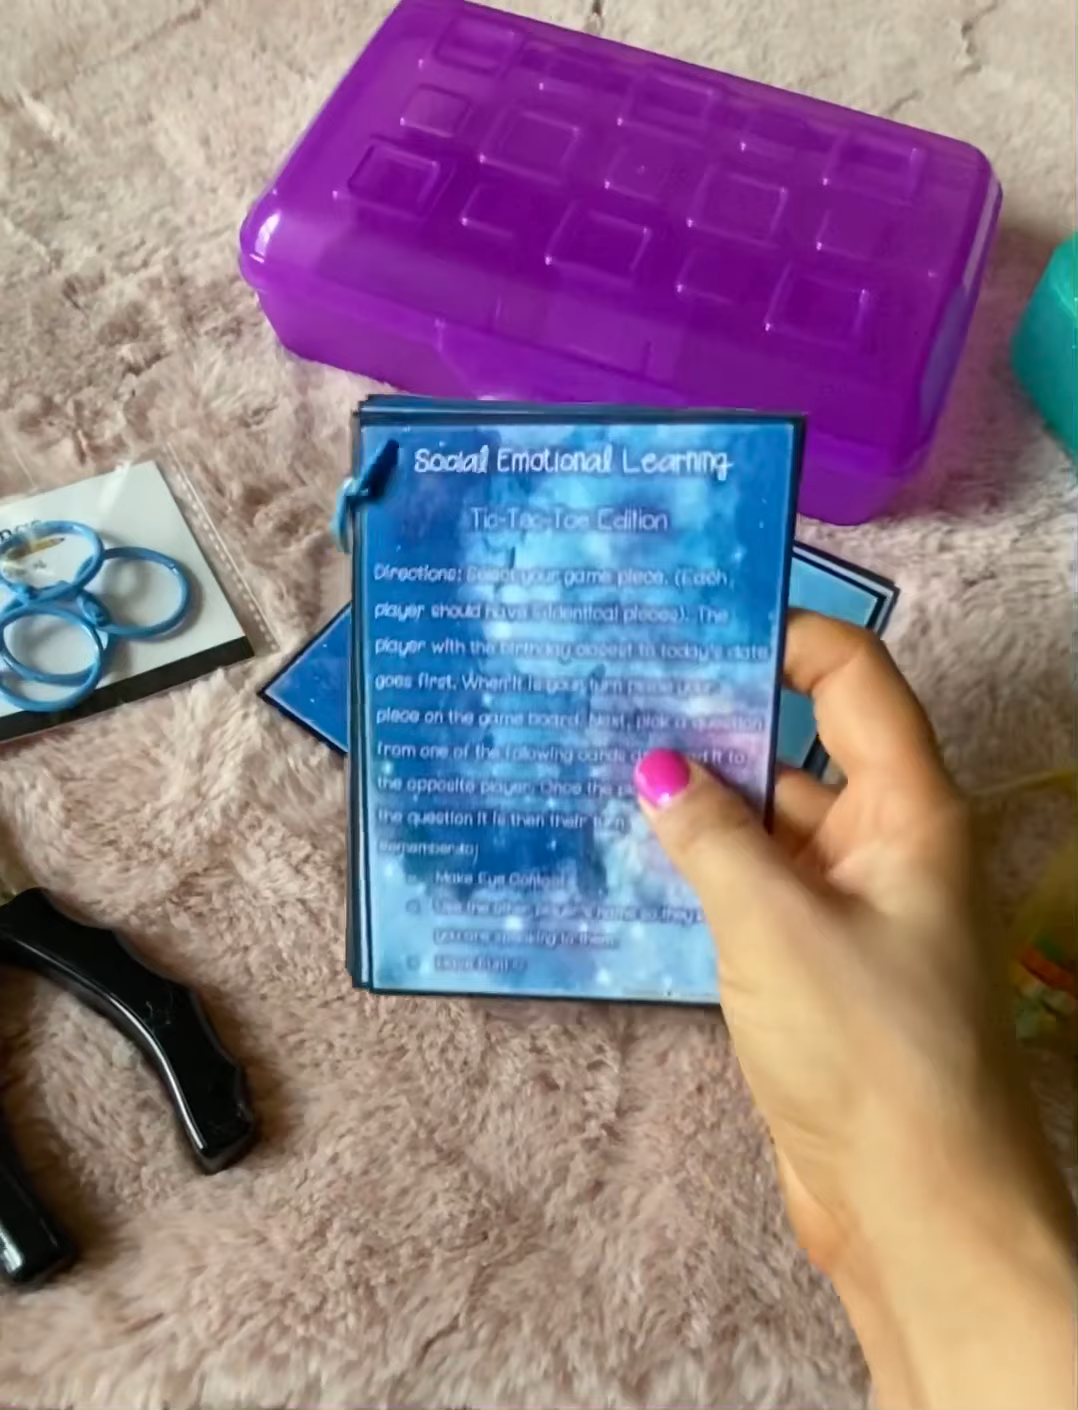 Social Emotional Learning
Tic-Tac-Toe Edition
Directions: Select your game piece. (Each
player should have 5 identical pieces). The
player with the birthday closest to today's date
goes first. When it is your turn place your
piece on the game board. Next, pick a question
from one of the following cards it to
the opposite player. Once the
the question it is then their turn.
Remember to:
Make Eye Contact
Use the other player's name so they
you are speaking to them.
Have Fun!